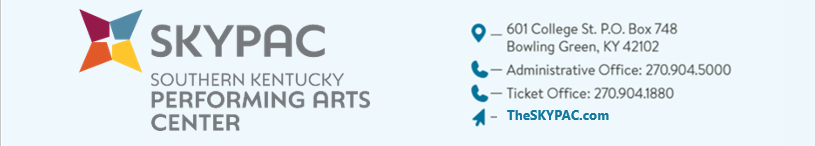 SKYPAC
SOUTHERN KENTUCKY
PERFORMING ARTS
CENTER
601 College St. P.O. Box 748
Bowling Green, KY 42102
Administrative Office: 270.904.5000
Ticket Office: 270.904.1880
TheSKYPAC.com